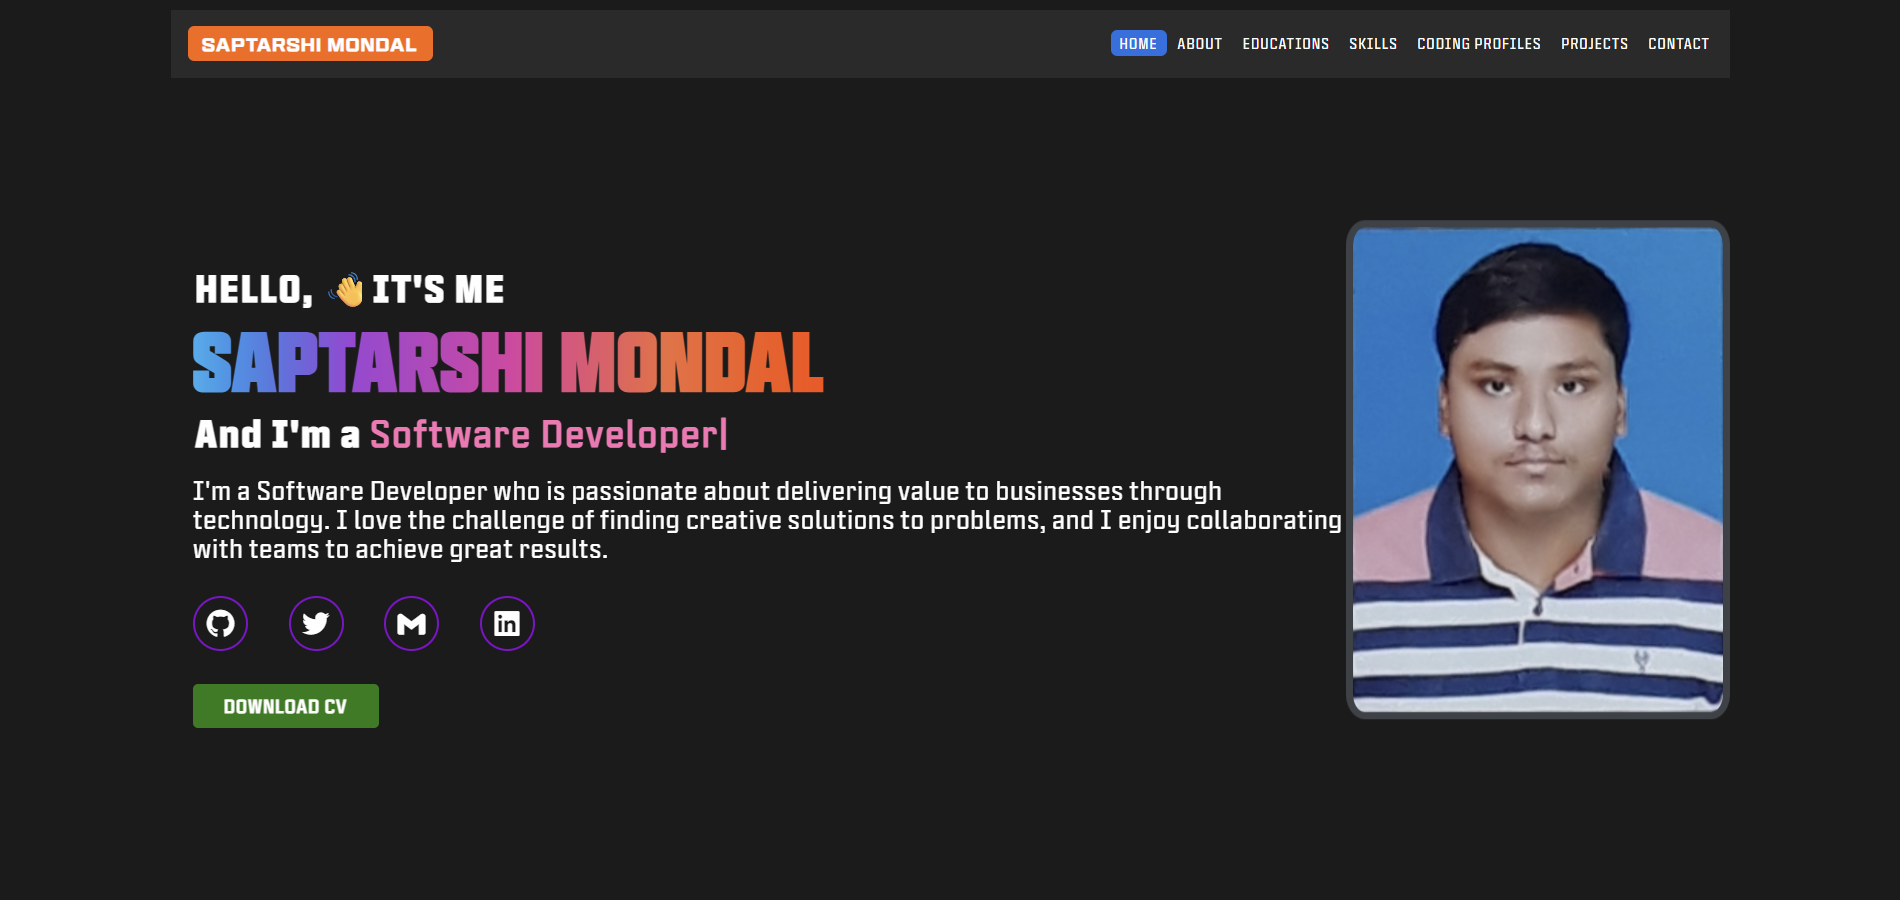 SAPTARSHI MONDAL
HOME ABOUT EDUCATIONS SKILLS CODING PROFILES PROJECTS CONTACT
HELLO, 👋 IT'S ME
SAPTARSHI MONDAL
And I'm a Software Developer|
I'm a Software Developer who is passionate about delivering value to businesses through
technology. I love the challenge of finding creative solutions to problems, and I enjoy collaborating
with teams to achieve great results.
DOWNLOAD CV